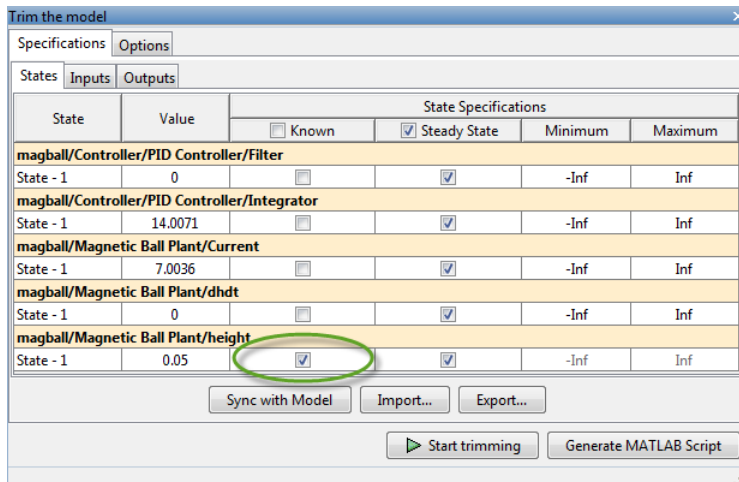 Trim the model
Specifications Options
States Inputs Outputs
State Value State Specifications
Known Steady State Minimum Maximum
magball/Controller/PID Controller/Filter
State - 1 0 -Inf Inf
magball/Controller/PID Controller/Integrator
State - 1 14.0071 -Inf Inf
magball/Magnetic Ball Plant/Current
State - 1 7.0036 -Inf Inf
magball/Magnetic Ball Plant/dhdt
State - 1 0 -Inf Inf
magball/Magnetic Ball Plant/height
State - 1 0.05 -Inf Inf
Sync with Model Import... Export...
Start trimming Generate MATLAB Script